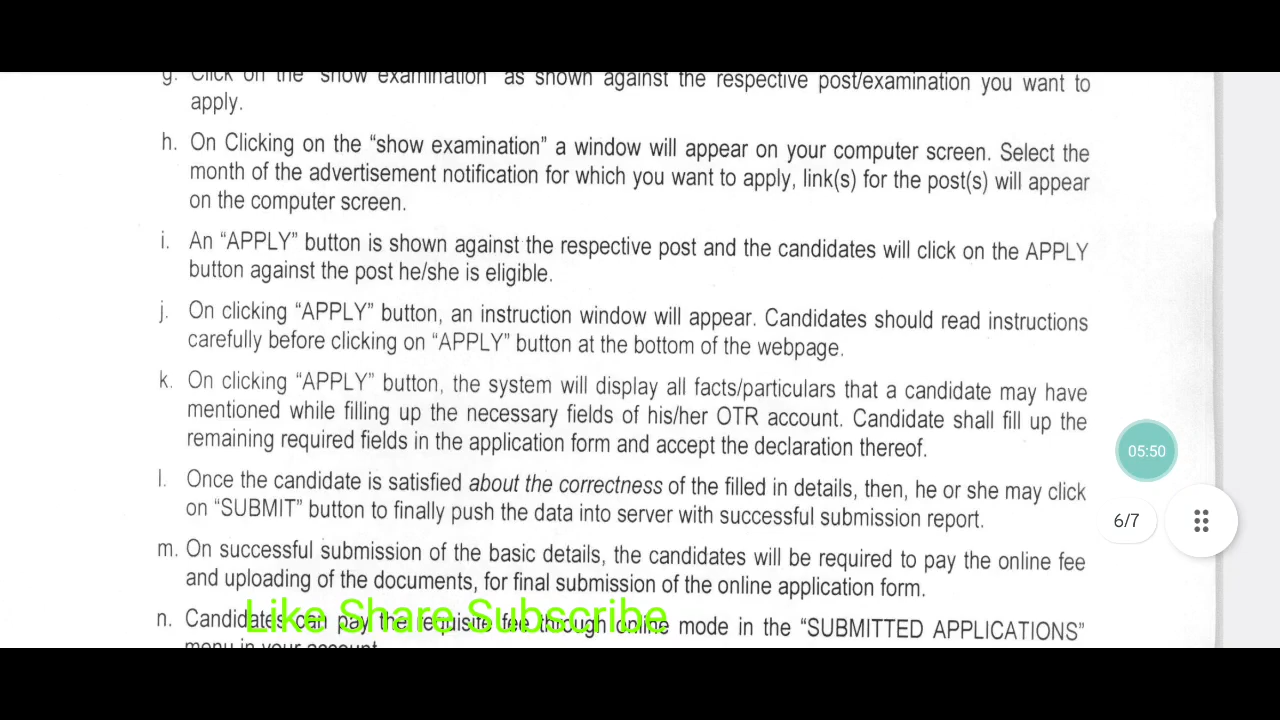 g. Click on the "show examination" as shown against the respective post/examination you want to
apply.
h. On Clicking on the “show examination” a window will appear on your computer screen. Select the
month of the advertisement notification for which you want to apply, link(s) for the post(s) will appear
on the computer screen.
i. An “APPLY” button is shown against the respective post and the candidates will click on the APPLY
button against the post he/she is eligible.
j. On clicking “APPLY” button, an instruction window will appear. Candidates should read instructions
carefully before clicking on “APPLY” button at the bottom of the webpage.
k. On clicking “APPLY” button, the system will display all facts/particulars that a candidate may have
mentioned while filling up the necessary fields of his/her OTR account. Candidate shall fill up the
remaining required fields in the application form and accept the declaration thereof.
05:50
l. Once the candidate is satisfied about the correctness of the filled in details, then, he or she may click
on “SUBMIT” button to finally push the data into server with successful submission report.
6/7
m. On successful submission of the basic details, the candidates will be required to pay the online fee
and uploading of the documents, for final submission of the online application form.
Like Share Subscribe
n. Candidates can pay the requisite fee through online mode in the “SUBMITTED APPLICATIONS”
menu in your account